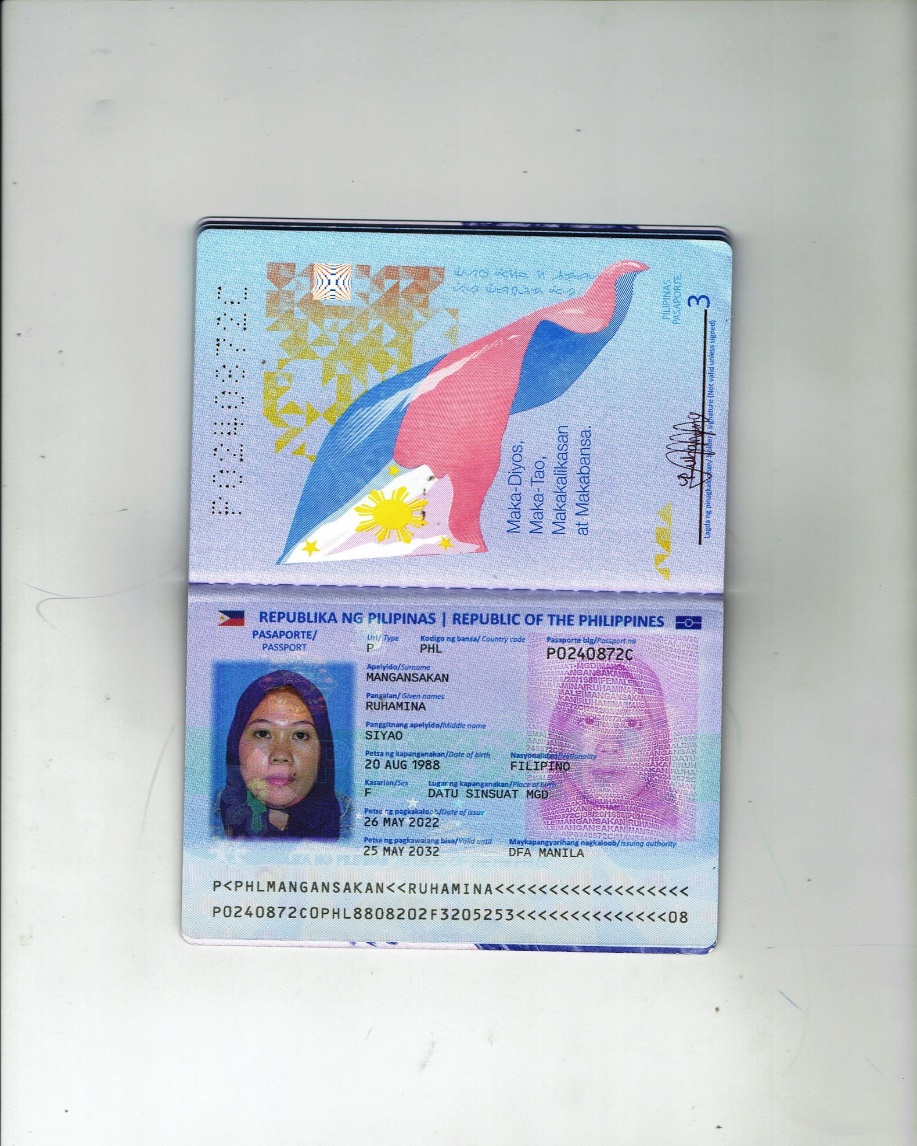 P0240872C
PILIPINAS
PASAPORTE
3
Maka-Diyos,
Maka-Tao,
Makakalikasan
at Makabansa.
signature (Not valid unless signed)
REPUBLIKA NG PILIPINAS | REPUBLIC OF THE PHILIPPINES
PASAPORTE/
PASSPORT
Uri/ Type
Kodigo ng bansa/ Country code
Pasaporte blg/Passport no
P
PHL
P0240872C
Apelyido/Surname
MANGANSAKAN
Pangalan/ Given names
RUHAMINA
Panggitnang apelyido/Middle name
SIYAO
Petsa ng kapanganakan/Date of birth
Nasyonalidad/Nationality
20 AUG 1988
FILIPINO
Kasarian/Sex
Lugar ng kapanganakan/Place of birth
F
DATU SINSUAT MGD
Petsa ng pagkakaloob/Date of issue
26 MAY 2022
Petsa ng pagkawalang bisa/Valid until
Maykapangyarihang nagkaloob/Issuing authority
25 MAY 2032
DFA MANILA
P<PHLMANGANSAKAN<<RUHAMINA<<<<<<<<<<<<<<<<<<
P0240872C0PHL8808202F3205253<<<<<<<<<<<<<<08